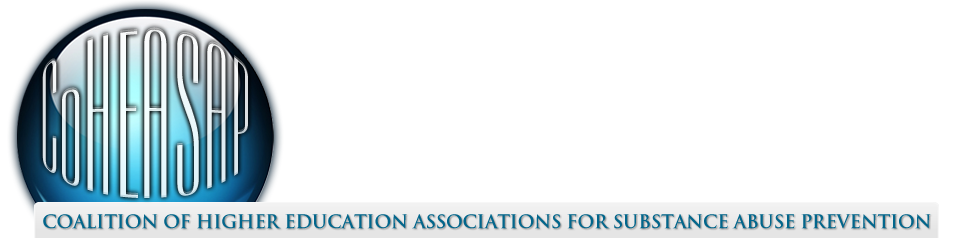 CoHEASAP
COALITION OF HIGHER EDUCATION ASSOCIATIONS FOR SUBSTANCE ABUSE PREVENTION